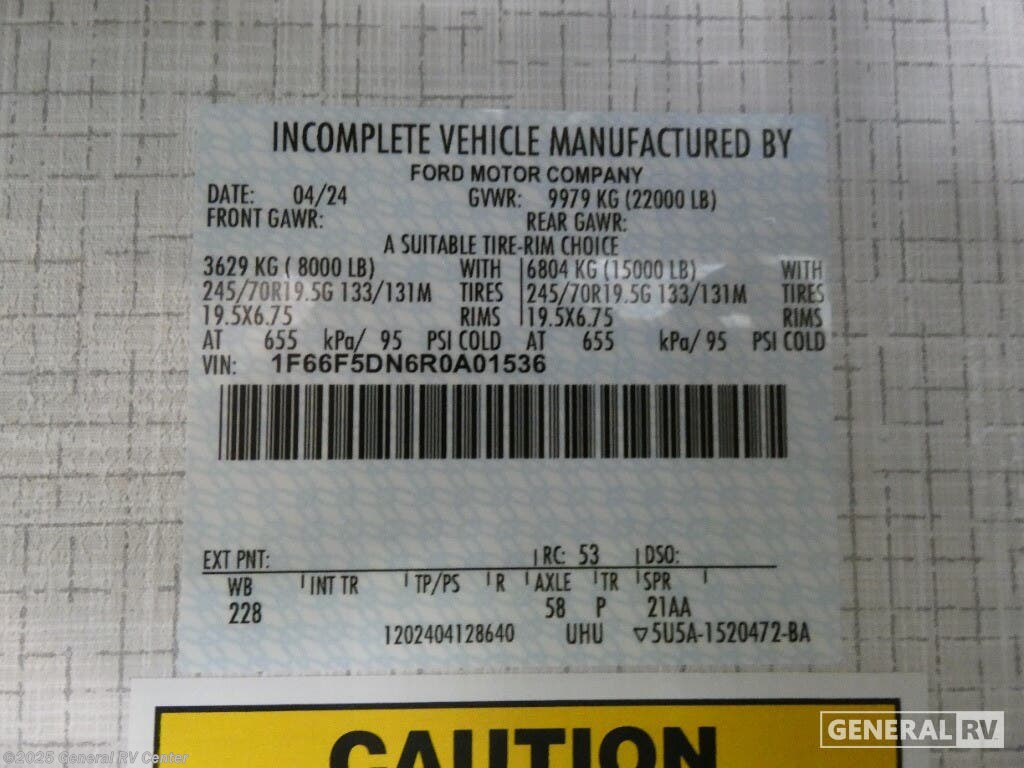 INCOMPLETE VEHICLE MANUFACTURED BY
FORD MOTOR COMPANY
DATE: 04/24 GVWR: 9979 KG (22000 LB)
FRONT GAWR: REAR GAWR:
A SUITABLE TIRE-RIM CHOICE
3629 KG ( 8000 LB) WITH 6804 KG (15000 LB) WITH
245/70R19.5G 133/131M TIRES 245/70R19.5G 133/131M TIRES
19.5X6.75 RIMS 19.5X6.75 RIMS
AT 655 kPa/ 95 PSI COLD AT 655 kPa/ 95 PSI COLD
VIN: 1F66F5DN6R0A01536
EXT PNT: RC: 53 DSO:
WB INT TR TP/PS R AXLE TR SPR
228 58 P 21AA
1202404128640 UHU ▽5U5A-1520472-BA
CAUTION
GENERAL RV
©2025 General RV Center